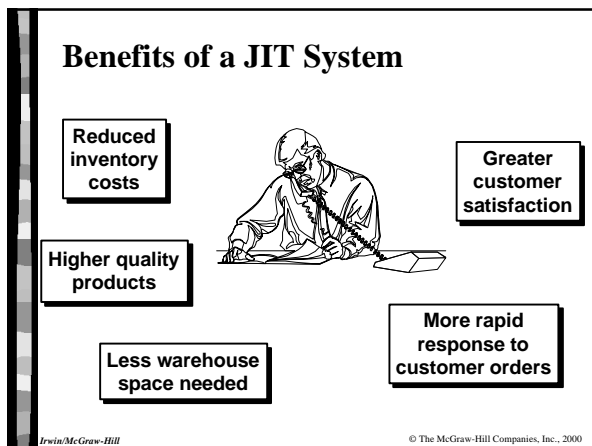 Benefits of a JIT System
Reduced
inventory
costs
Greater
customer
satisfaction
Higher quality
products
More rapid
response to
customer orders
Less warehouse
space needed
Irwin/McGraw-Hill
© The McGraw-Hill Companies, Inc., 2000